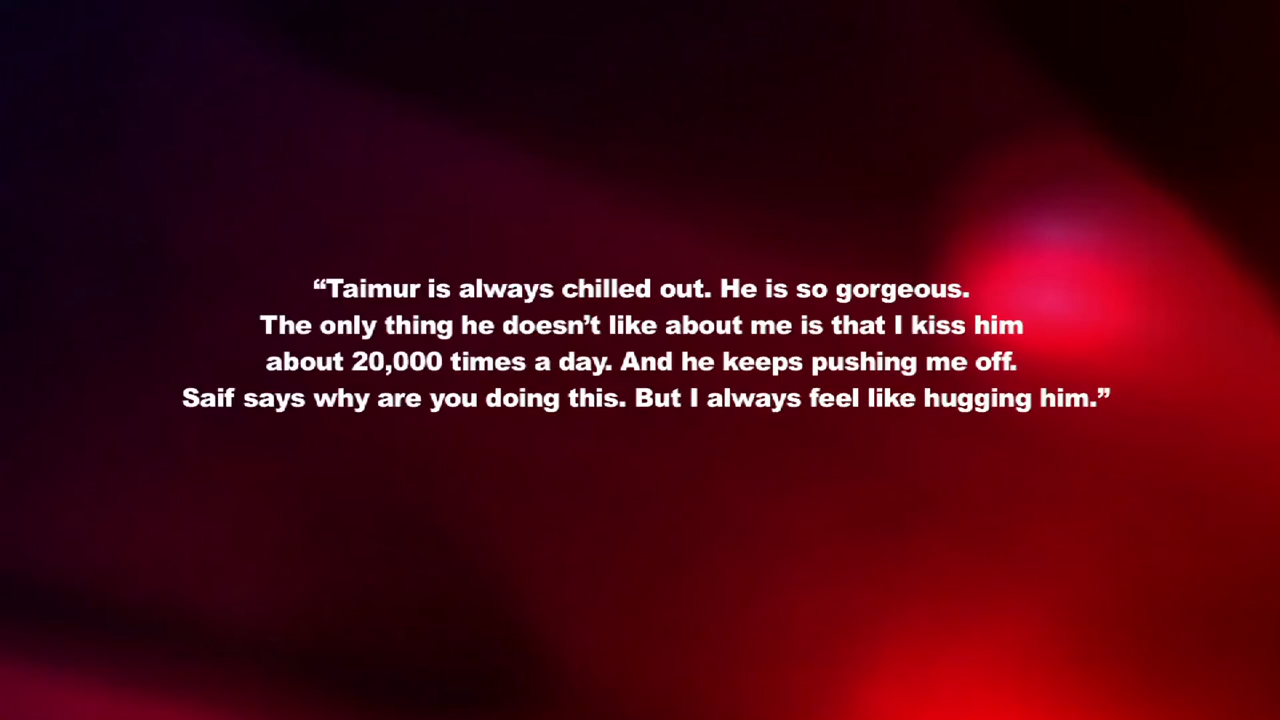 “Taimur is always chilled out. He is so gorgeous.
The only thing he doesn’t like about me is that I kiss him
about 20,000 times a day. And he keeps pushing me off.
Saif says why are you doing this. But I always feel like hugging him.”